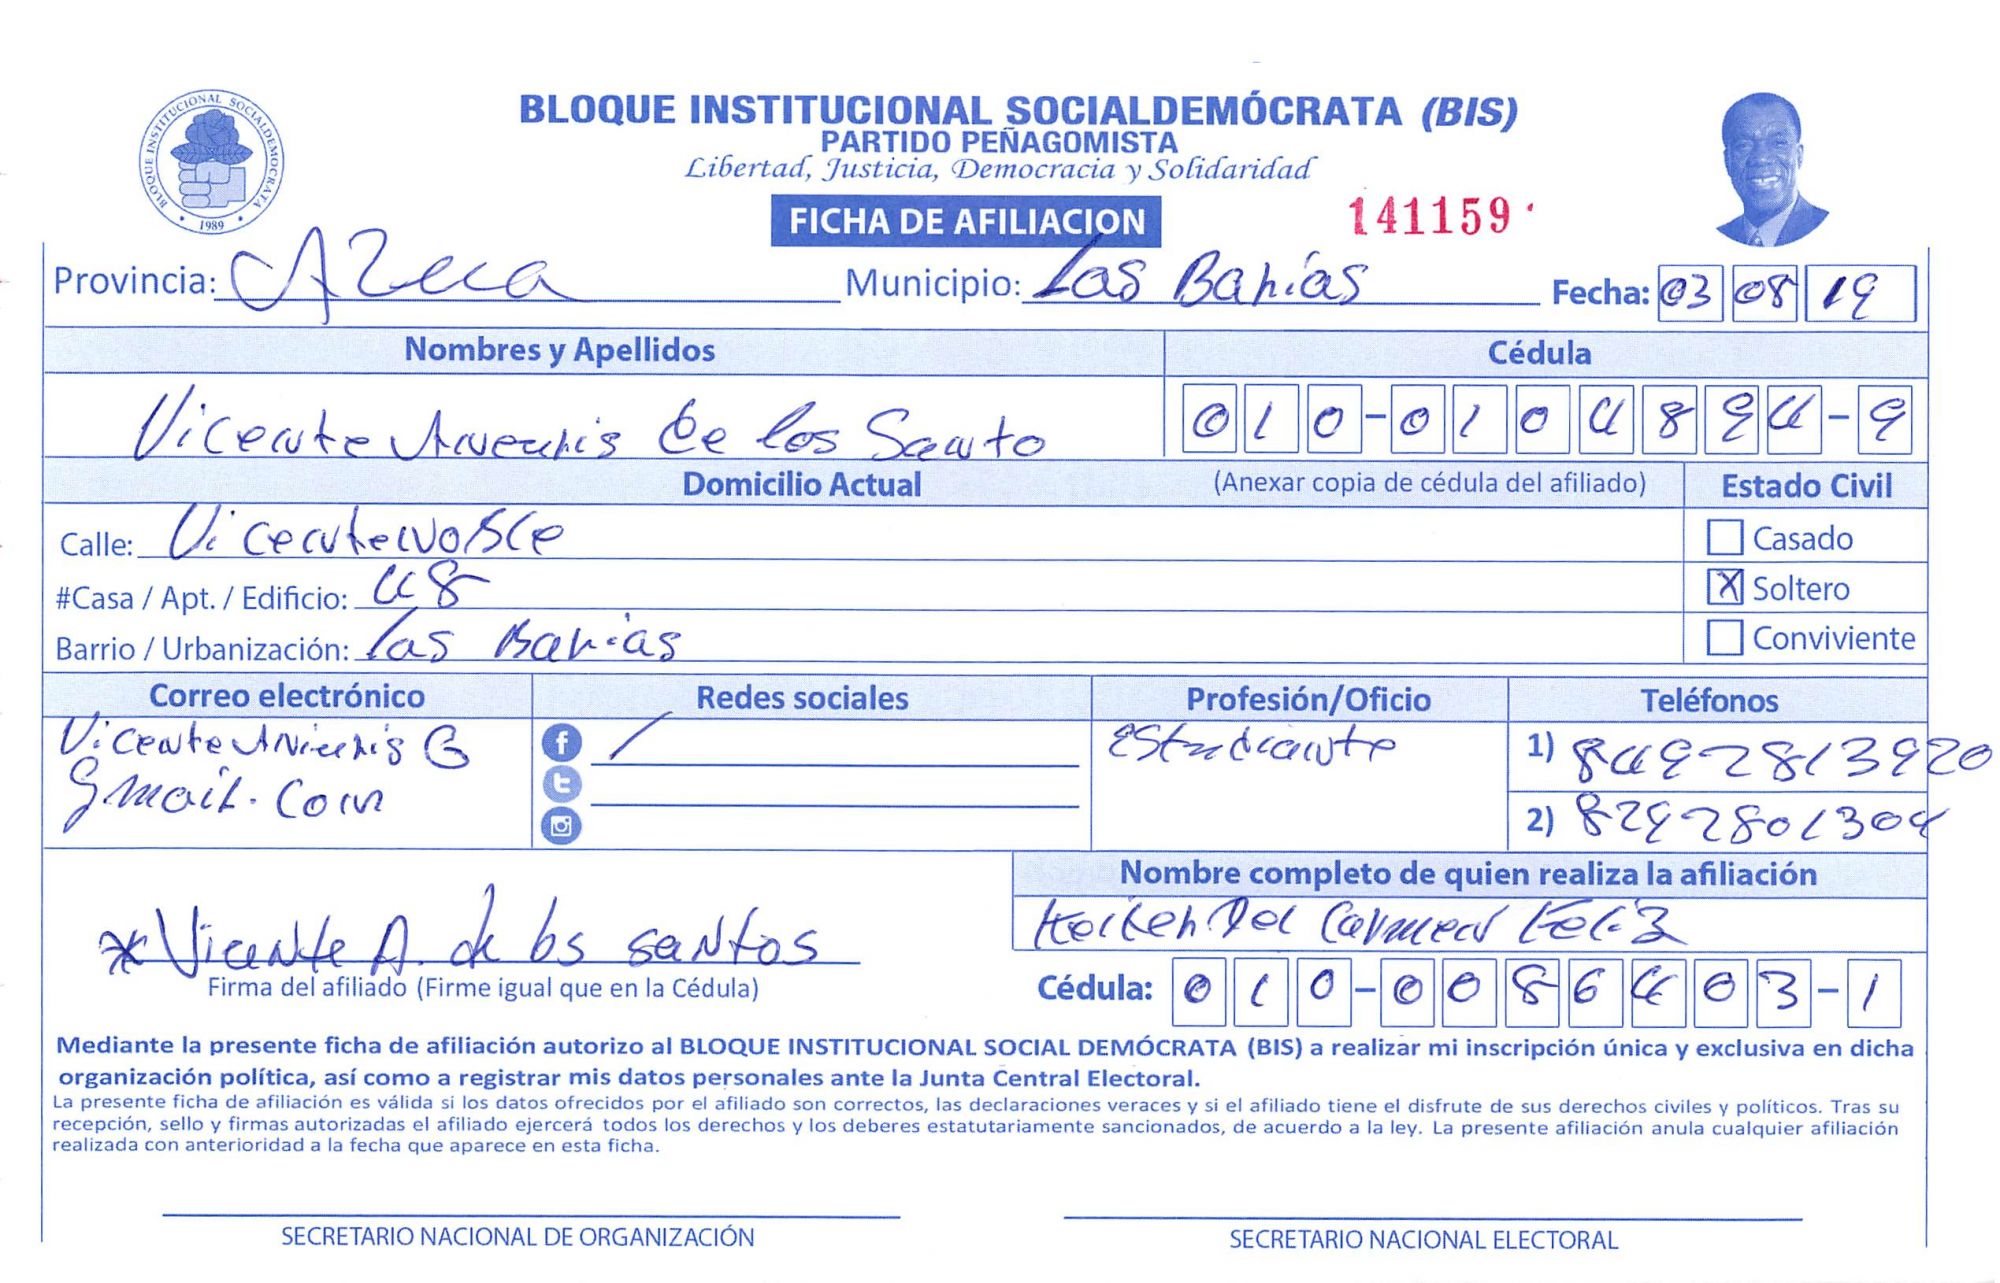 BLOQUE INSTITUCIONAL SOCIALDEMOCRATA
1989
BLOQUE INSTITUCIONAL SOCIALDEMÓCRATA (BIS)
PARTIDO PEÑAGOMISTA
Libertad, Justicia, Democracia y Solidaridad
FICHA DE AFILIACION 141159
Provincia: Azua Municipio: Las Bahías Fecha: 03 08 19
Nombres y Apellidos Cédula
Vicente de los Santo 010-0104894-9
Domicilio Actual (Anexar copia de cédula del afiliado) Estado Civil
Calle: Casado
#Casa / Apt. / Edificio: 48 X Soltero
Barrio / Urbanización: Las Bahias Conviviente
Correo electrónico Redes sociales Profesión/Oficio Teléfonos
Vicente Estudiante 1) 8492813920
Gmail.Com 2) 8292801304
Nombre completo de quien realiza la afiliación
Del Carmen Feliz
Vicente A. de los santos
Firma del afiliado (Firme igual que en la Cédula) Cédula: 010-0086403-1
Mediante la presente ficha de afiliación autorizo al BLOQUE INSTITUCIONAL SOCIAL DEMÓCRATA (BIS) a realizar mi inscripción única y exclusiva en dicha
organización política, así como a registrar mis datos personales ante la Junta Central Electoral.
La presente ficha de afiliación es válida si los datos ofrecidos por el afiliado son correctos, las declaraciones veraces y si el afiliado tiene el disfrute de sus derechos civiles y políticos. Tras su
recepción, sello y firmas autorizadas el afiliado ejercerá todos los derechos y los deberes estatutariamente sancionados, de acuerdo a la ley. La presente afiliación anula cualquier afiliación
realizada con anterioridad a la fecha que aparece en esta ficha.
SECRETARIO NACIONAL DE ORGANIZACIÓN SECRETARIO NACIONAL ELECTORAL